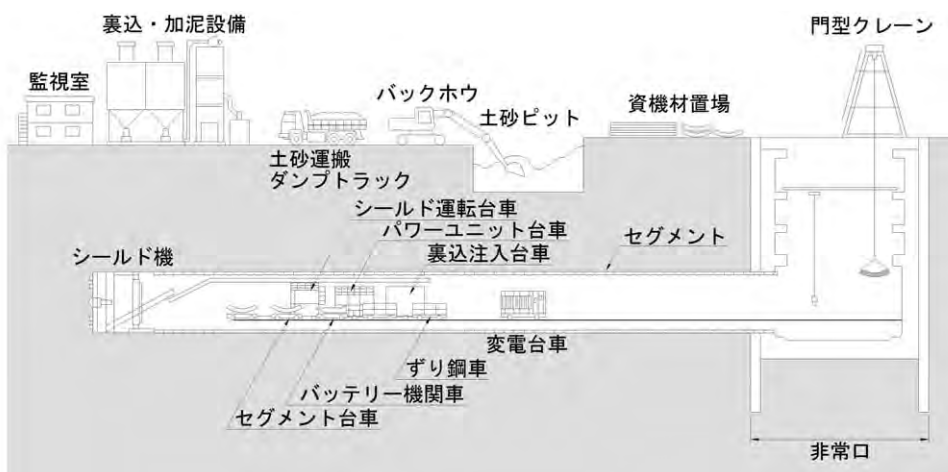 裏込・加泥設備
門型クレーン
監視室
バックホウ
土砂ピット
資機材置場
土砂運搬
ダンプトラック
シールド運転台車
パワーユニット台車
裏込注入台車
セグメント
シールド機
変電台車
ずり鋼車
バッテリー機関車
セグメント台車
非常口